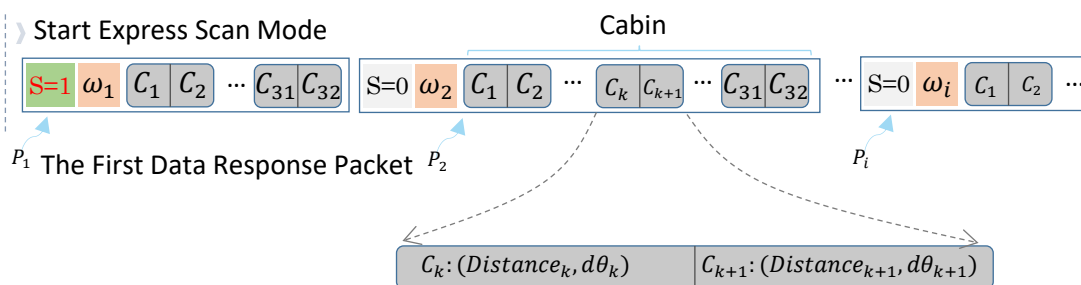 Start Express Scan Mode
Cabin
S=1 ω₁ C₁ C₂ ... C₃₁ C₃₂ S=0 ω₂ C₁ C₂ ... Cₖ Cₖ₊₁ ... C₃₁ C₃₂ ... S=0 ωᵢ C₁ C₂ ...
P₁ The First Data Response Packet P₂ Pᵢ
Cₖ: (Distanceₖ, dθₖ) Cₖ₊₁: (Distanceₖ₊₁, dθₖ₊₁)